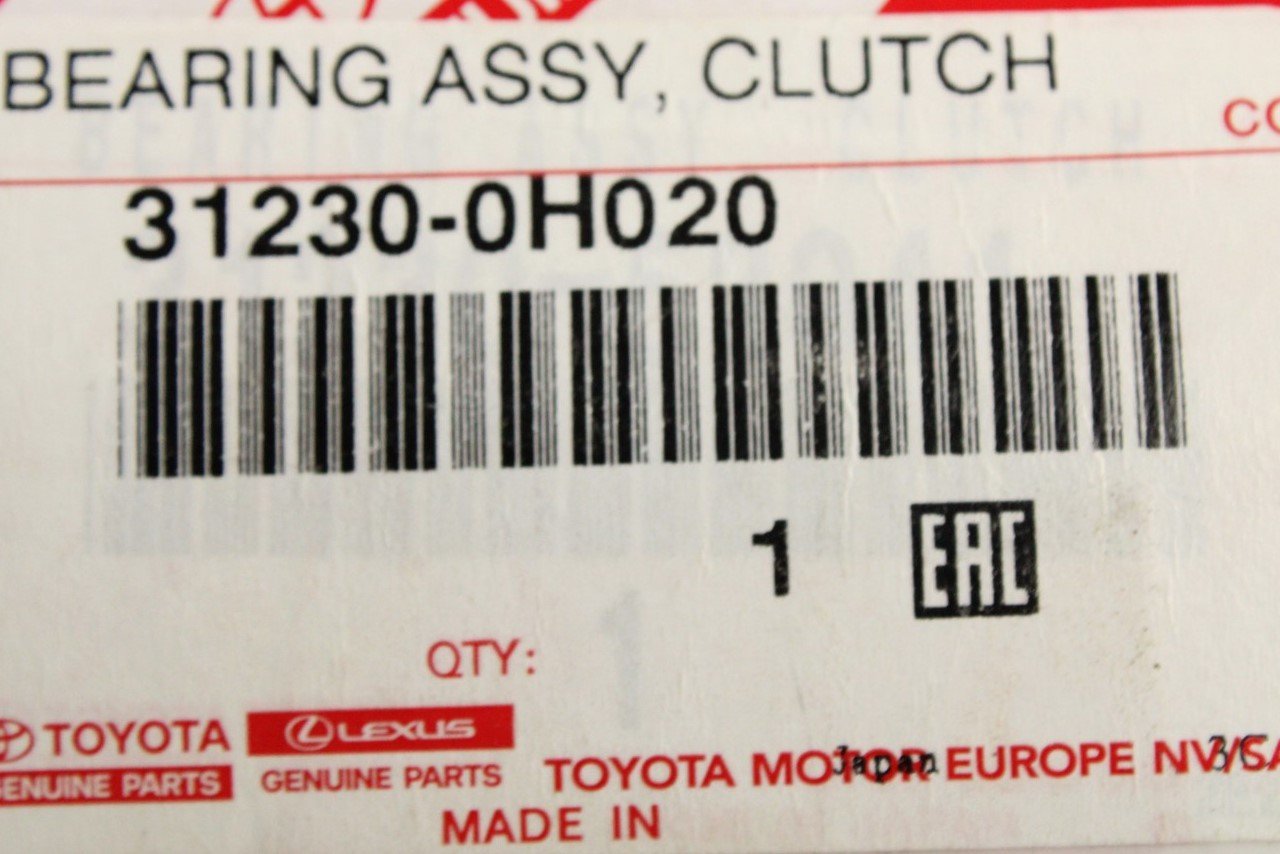 BEARING ASSY, CLUTCH
31230-0H020
1
EAC
QTY:
TOYOTA
GENUINE PARTS
LEXUS
GENUINE PARTS
TOYOTA MOTOR EUROPE NV/SA
Japan
MADE IN